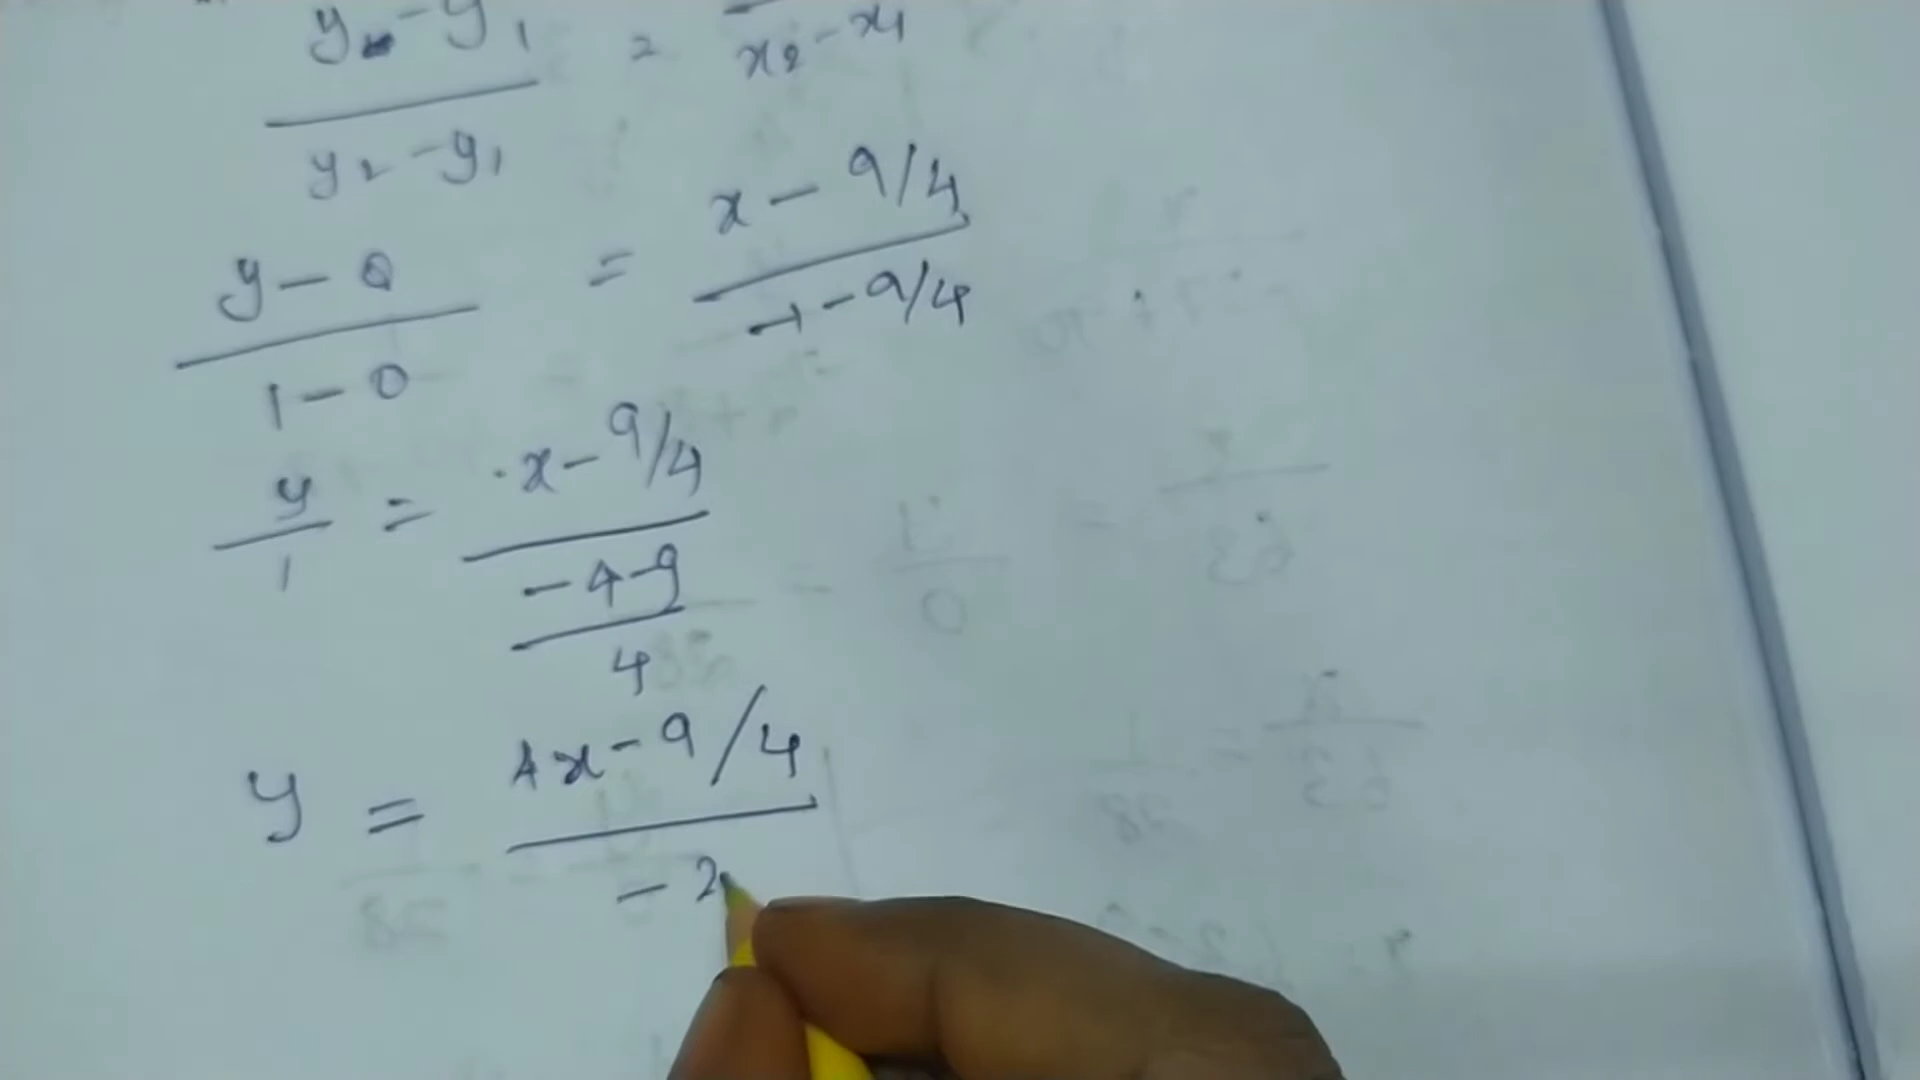 y - y1 / y2 - y1 = / x2 - x1
y - 0 / 1 - 0 = x - 9/4 / -1 - 9/4
y / 1 = x - 9/4 / -4-9 / 4
y = 4x - 9 / 4 / - 2